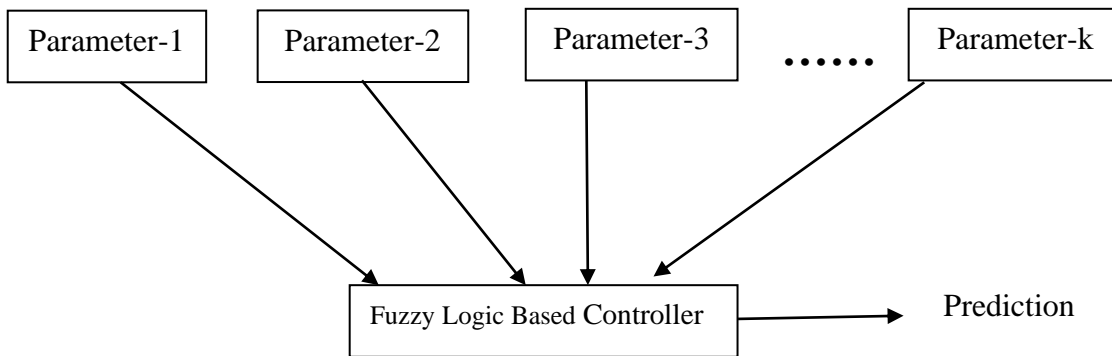 Parameter-1
Parameter-2
Parameter-3
......
Parameter-k
Fuzzy Logic Based Controller
Prediction